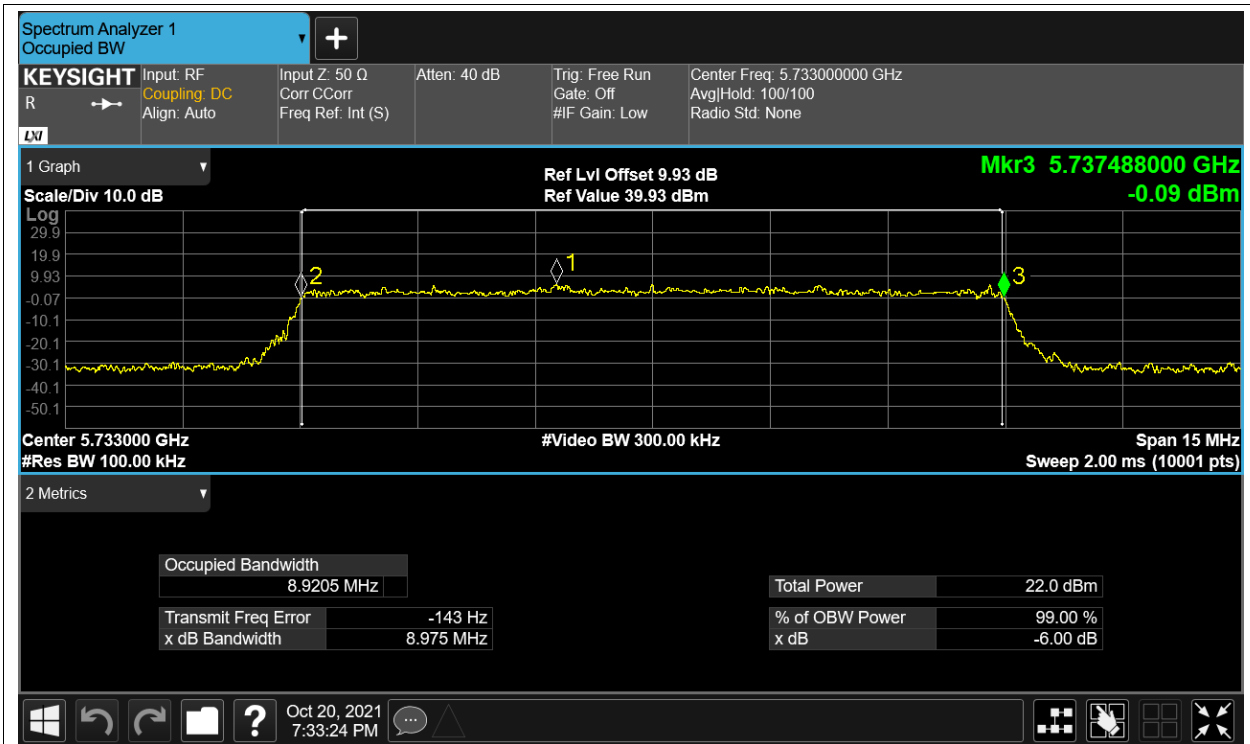 Spectrum Analyzer 1
Occupied BW
+
KEYSIGHT
R
LXI
Input: RF
Coupling: DC
Align: Auto
Input Z: 50 Ω
Corr CCorr
Freq Ref: Int (S)
Atten: 40 dB
Trig: Free Run
Gate: Off
#IF Gain: Low
Center Freq: 5.733000000 GHz
Avg|Hold: 100/100
Radio Std: None
1 Graph
Scale/Div 10.0 dB
Ref Lvl Offset 9.93 dB
Ref Value 39.93 dBm
Mkr3 5.737488000 GHz
-0.09 dBm
Log
29.9
19.9
9.93
-0.07
-10.1
-20.1
-30.1
-40.1
-50.1
2
1
3
Center 5.733000 GHz
#Res BW 100.00 kHz
#Video BW 300.00 kHz
Span 15 MHz
Sweep 2.00 ms (10001 pts)
2 Metrics
Occupied Bandwidth
8.9205 MHz
Transmit Freq Error -143 Hz
x dB Bandwidth 8.975 MHz
Total Power 22.0 dBm
% of OBW Power 99.00 %
x dB -6.00 dB
?
Oct 20, 2021
7:33:24 PM